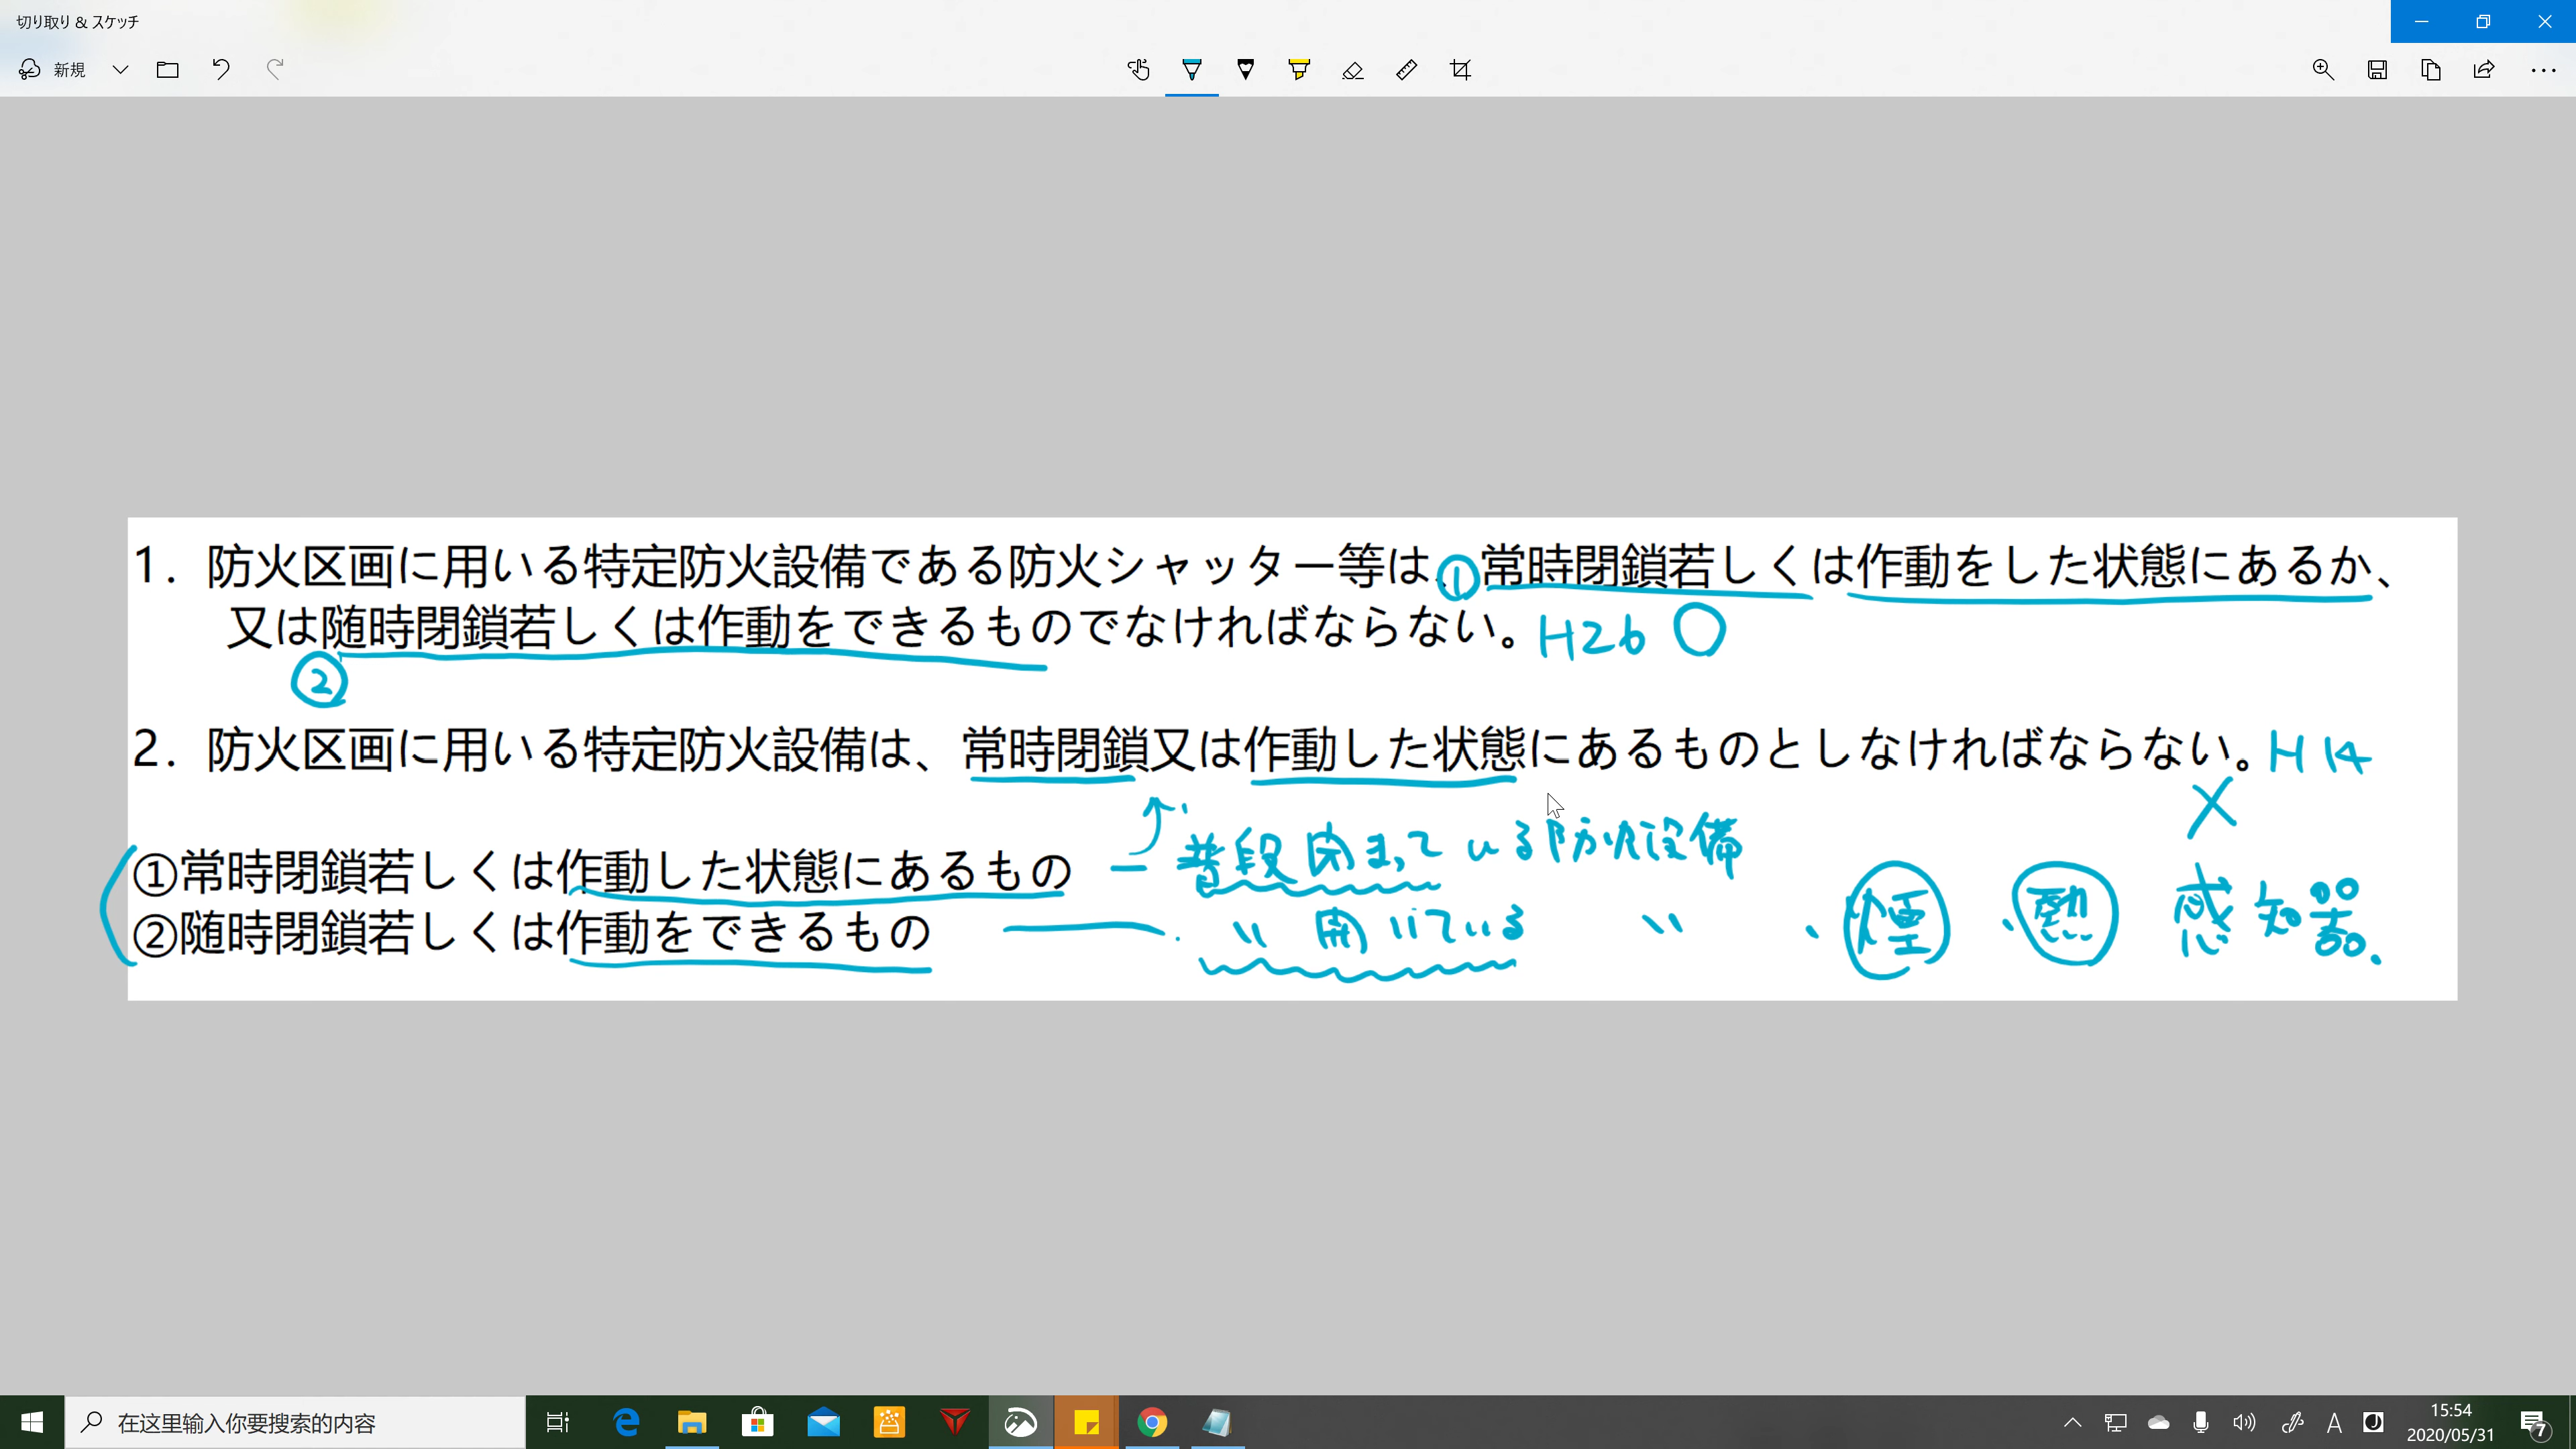 切り取り & スケッチ
新規
1. 防火区画に用いる特定防火設備である防火シャッター等は、①常時閉鎖若しくは作動をした状態にあるか、
又は随時閉鎖若しくは作動をできるものでなければならない。H26 〇
②
2. 防火区画に用いる特定防火設備は、常時閉鎖又は作動した状態にあるものとしなければならない。H14
×
①常時閉鎖若しくは作動した状態にあるもの ― 普段閉まっている防火設備
②随時閉鎖若しくは作動をできるもの ― 〃 開いている 〃 、煙、熱 感知器.
在这里输入你要搜索的内容
15:54
2020/05/31
7